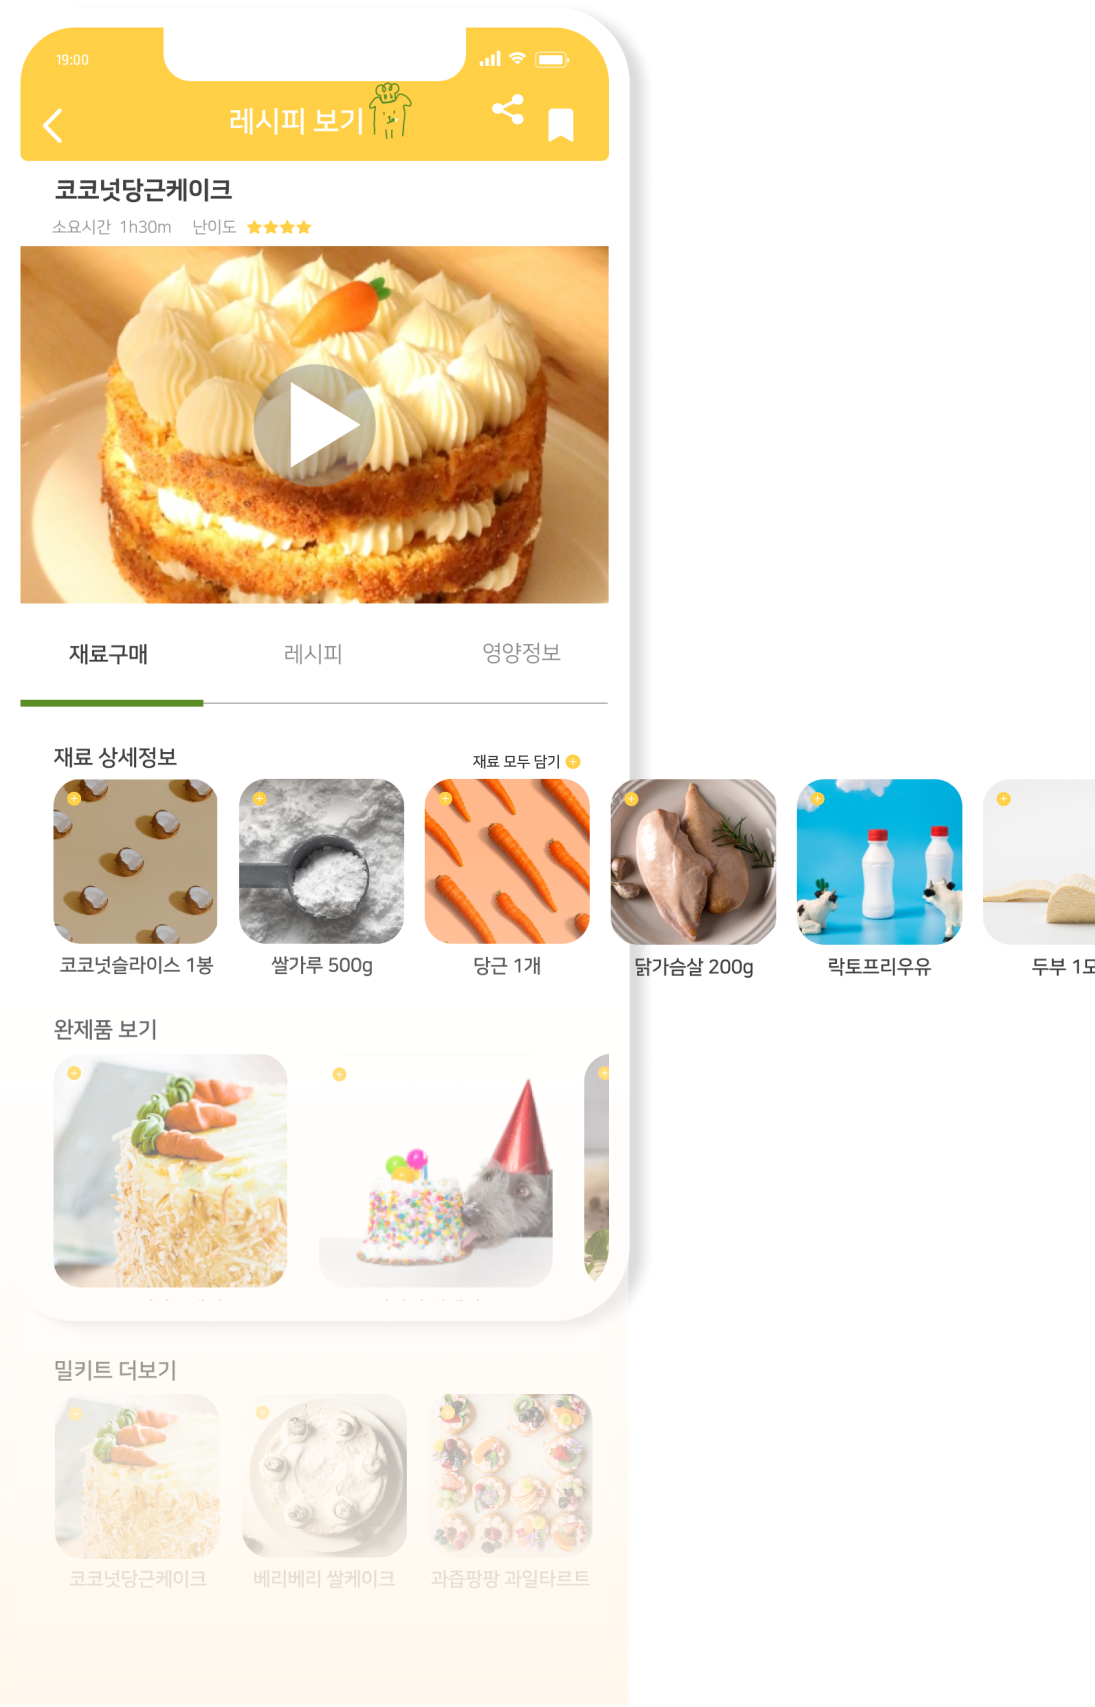 19:00
레시피 보기
코코넛당근케이크
소요시간 1h30m 난이도 ★★★★
재료구매 레시피 영양정보
재료 상세정보 재료 모두 담기
코코넛슬라이스 1봉 쌀가루 500g 당근 1개 닭가슴살 200g 락토프리우유 두부 1모
완제품 보기
밀키트 더보기
코코넛당근케이크 베리베리 쌀케이크 과즙팡팡 과일타르트